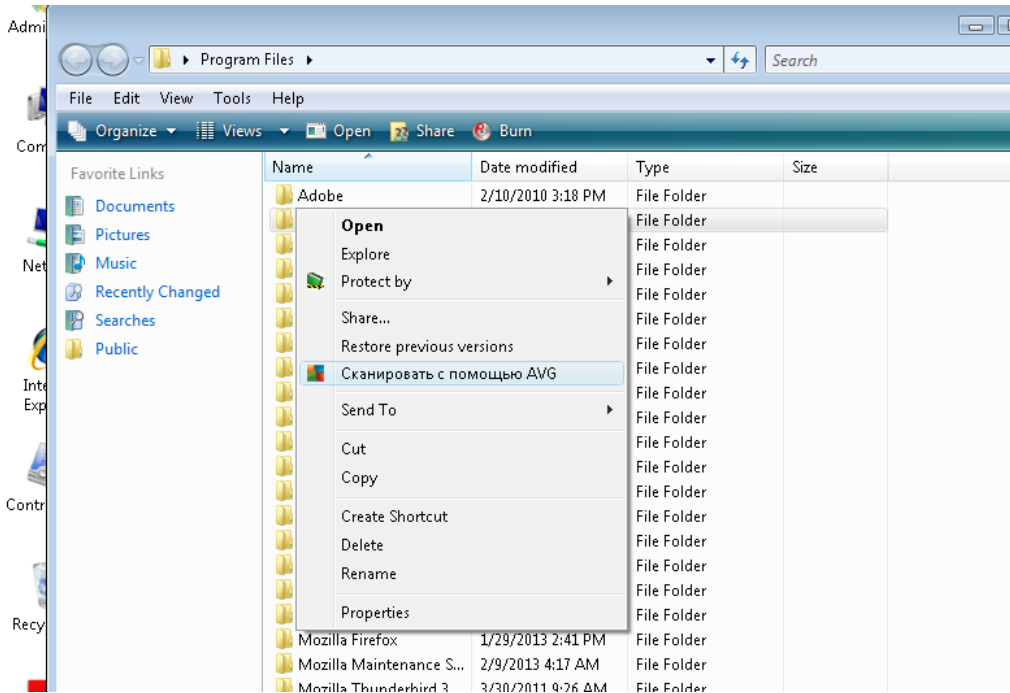 Admi
Program Files
Search
File Edit View Tools Help
Organize Views Open Share Burn
Com
Favorite Links
Name Date modified Type Size
Adobe 2/10/2010 3:18 PM File Folder
Documents
Open File Folder
Pictures
Explore File Folder
Net
Music
Protect by File Folder
Recently Changed
File Folder
Searches
Share... File Folder
Public
Restore previous versions File Folder
Inte
Exp
Сканировать с помощью AVG File Folder
File Folder
Send To File Folder
File Folder
Cut File Folder
Copy File Folder
Contr
File Folder
Create Shortcut File Folder
Delete File Folder
Rename File Folder
File Folder
Properties File Folder
Recy
Mozilla Firefox 1/29/2013 2:41 PM File Folder
Mozilla Maintenance S... 2/9/2013 4:17 AM File Folder
Mozilla Thunderbird 3 3/30/2011 9:26 AM File Folder